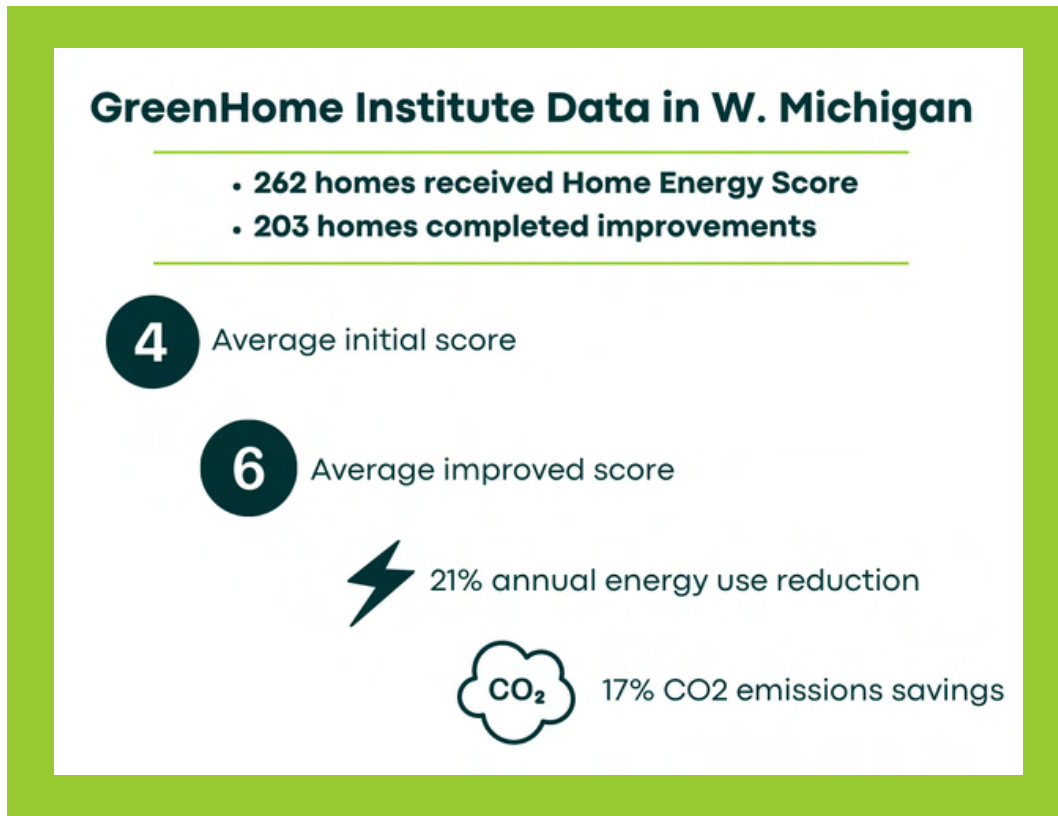 GreenHome Institute Data in W. Michigan
• 262 homes received Home Energy Score
• 203 homes completed improvements
4 Average initial score
6 Average improved score
21% annual energy use reduction
CO₂ 17% CO2 emissions savings